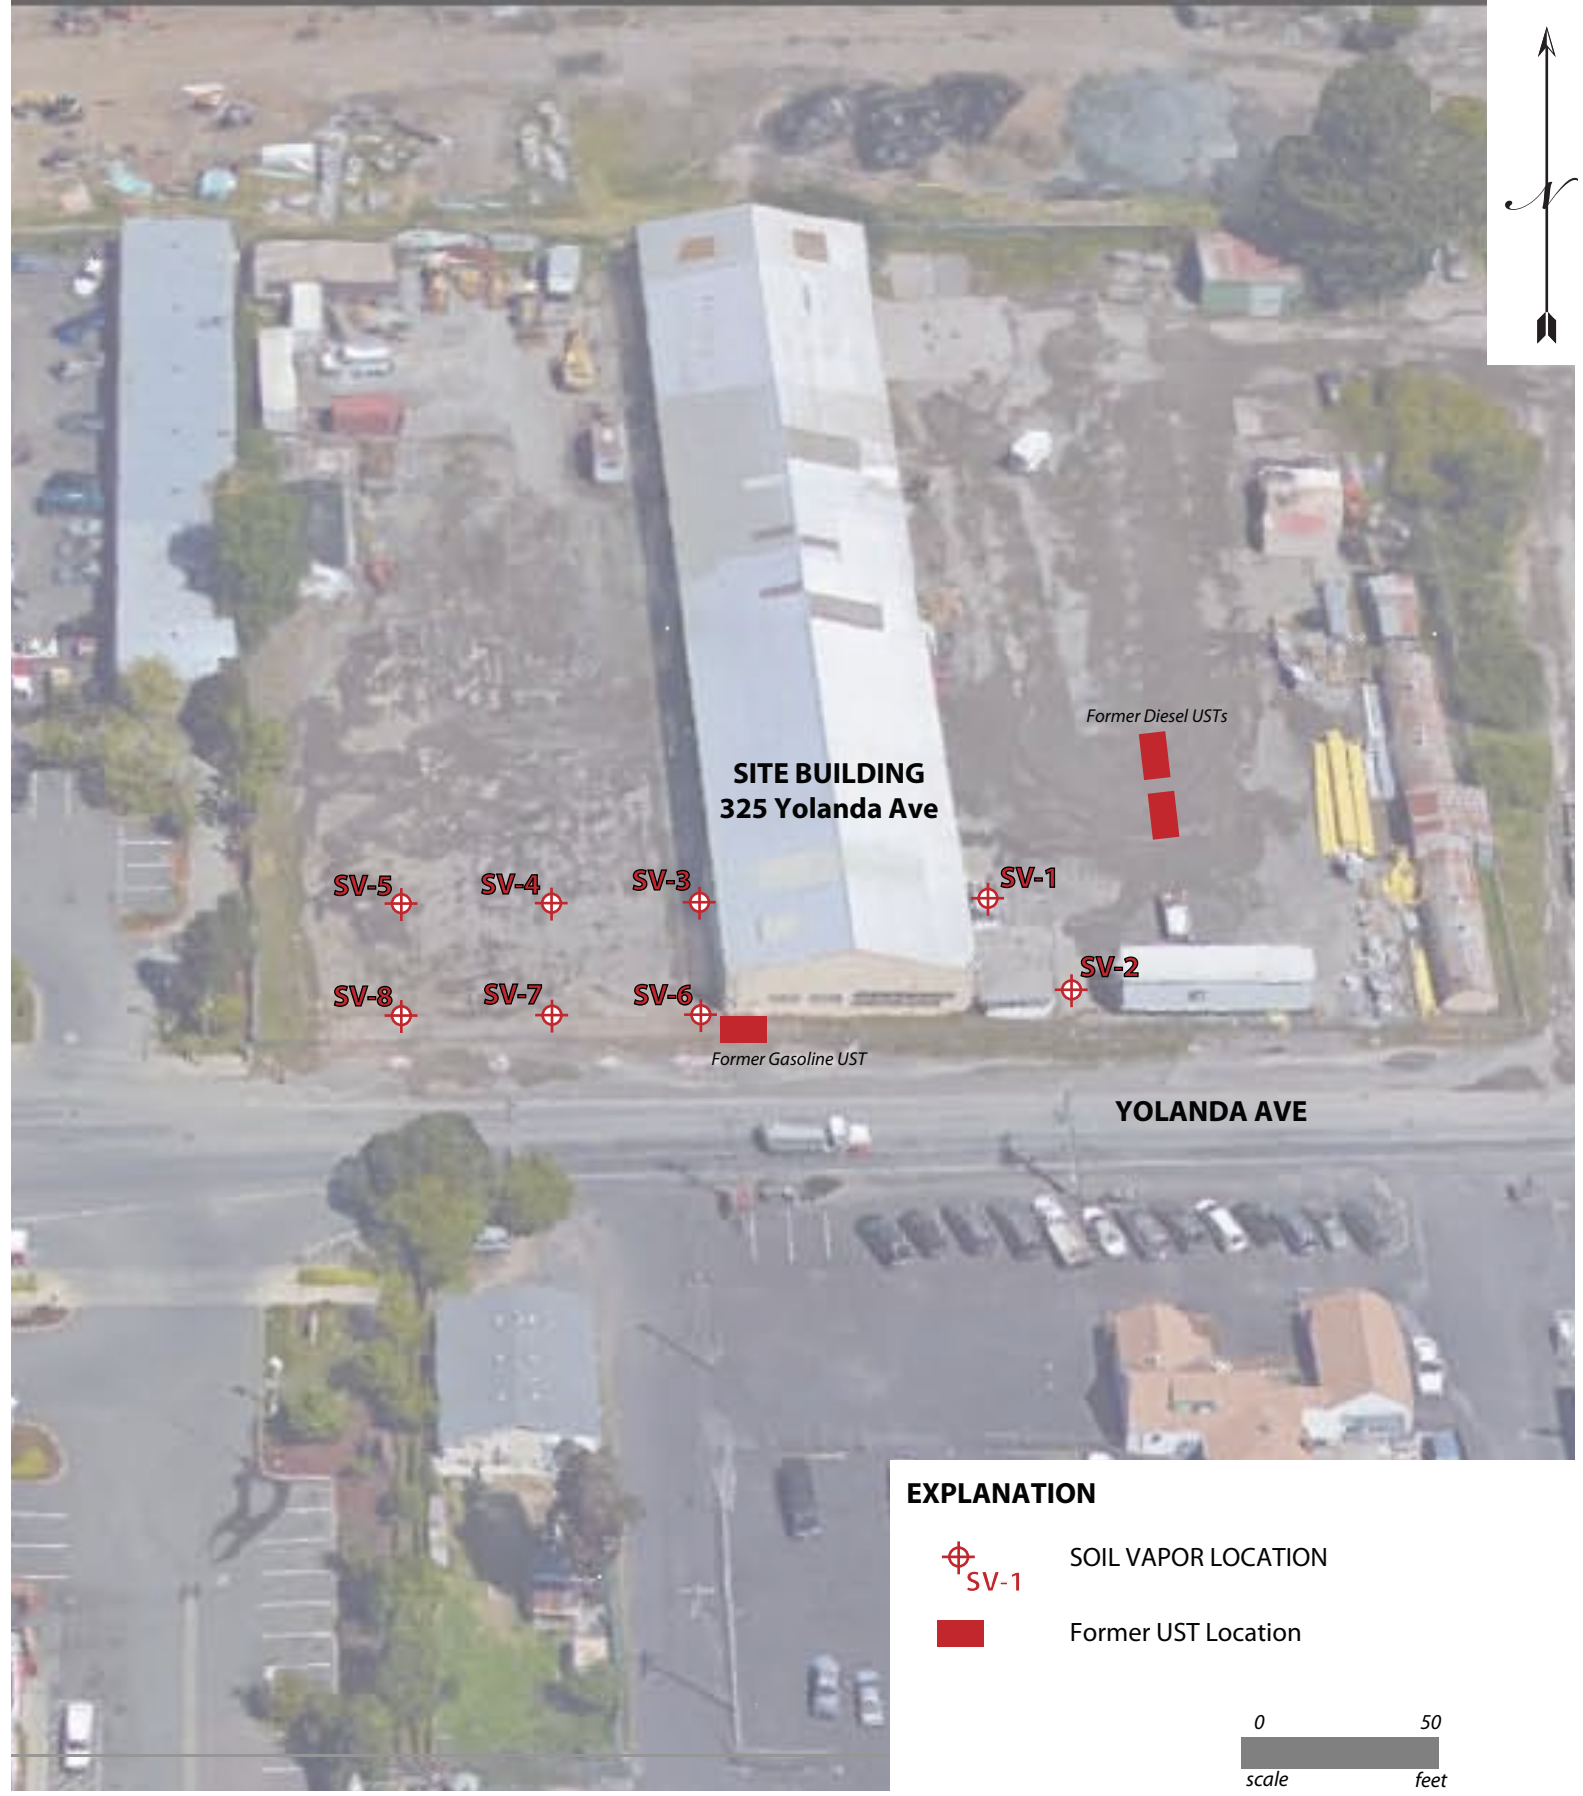 N
Former Diesel USTs
SITE BUILDING
325 Yolanda Ave
SV-5
SV-4
SV-3
SV-1
SV-2
SV-8
SV-7
SV-6
Former Gasoline UST
YOLANDA AVE
EXPLANATION
SV-1
SOIL VAPOR LOCATION
Former UST Location
0 50
scale feet